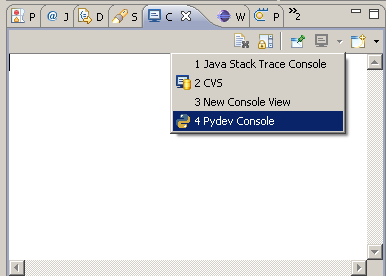 P @ J D S C W P »2
1 Java Stack Trace Console
2 CVS
3 New Console View
4 Pydev Console